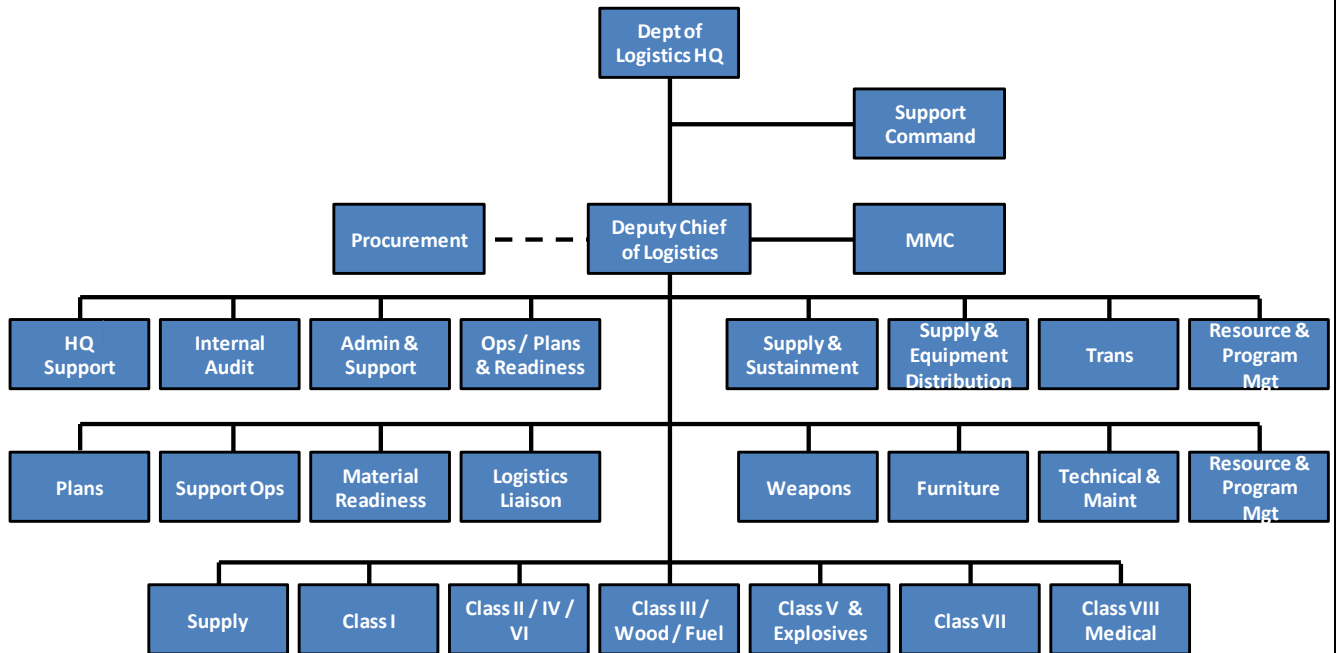 Dept of
Logistics HQ
Support
Command
Procurement
Deputy Chief
of Logistics
MMC
HQ
Support
Internal
Audit
Admin &
Support
Ops / Plans
& Readiness
Supply &
Sustainment
Supply &
Equipment
Distribution
Trans
Resource &
Program
Mgt
Plans
Support Ops
Material
Readiness
Logistics
Liaison
Weapons
Furniture
Technical &
Maint
Resource &
Program
Mgt
Supply
Class I
Class II / IV /
VI
Class III /
Wood / Fuel
Class V &
Explosives
Class VII
Class VIII
Medical